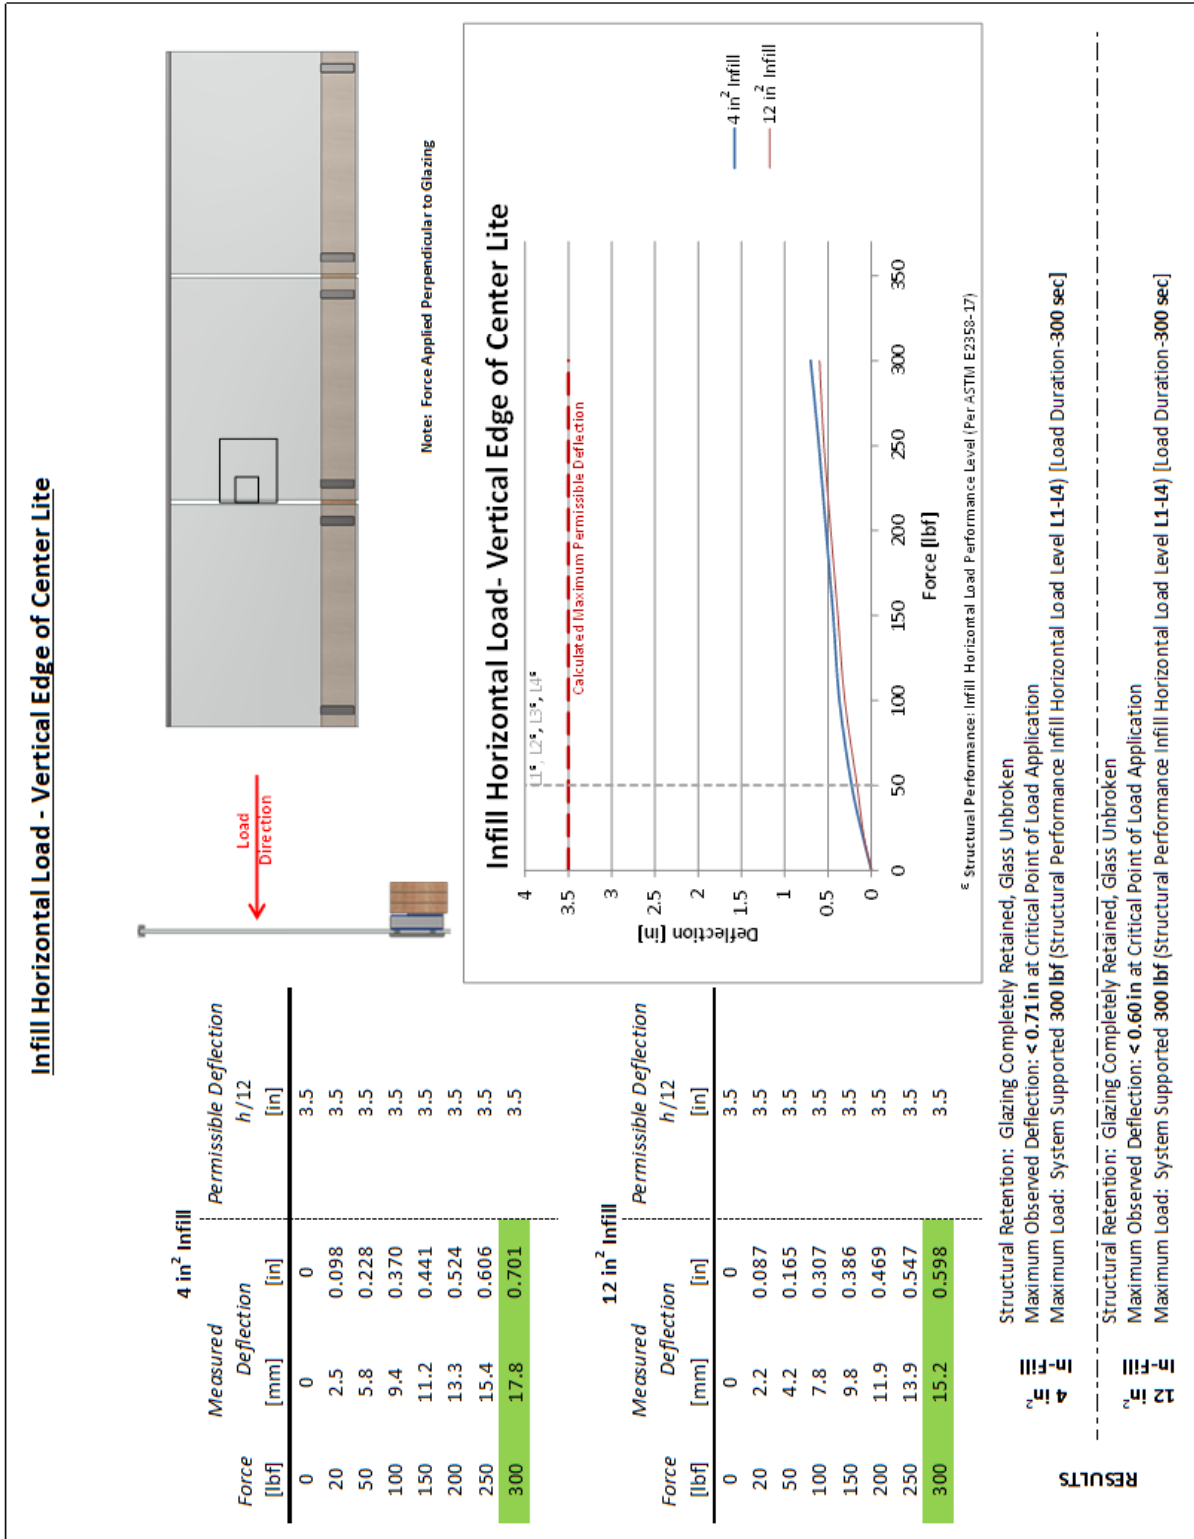 Infill Horizontal Load - Vertical Edge of Center Lite
4 in² Infill
Force Measured Deflection Permissible Deflection h/12
[lbf] [mm] [in] [in]
0 0 0 3.5
20 2.5 0.098 3.5
50 5.8 0.228 3.5
100 9.4 0.370 3.5
150 11.2 0.441 3.5
200 13.3 0.524 3.5
250 15.4 0.606 3.5
300 17.8 0.701 3.5
12 in² Infill
Force Measured Deflection Permissible Deflection h/12
[lbf] [mm] [in] [in]
0 0 0 3.5
20 2.2 0.087 3.5
50 4.2 0.165 3.5
100 7.8 0.307 3.5
150 9.8 0.386 3.5
200 11.9 0.469 3.5
250 13.9 0.547 3.5
300 15.2 0.598 3.5
Load
Direction
Note: Force Applied Perpendicular to Glazing
Infill Horizontal Load- Vertical Edge of Center Lite
L1ᵋ, L2ᵋ, L3ᵋ, L4ᵋ
Calculated Maximum Permissible Deflection
4
3.5
3
2.5
2
1.5
1
0.5
0
Deflection [in]
0 50 100 150 200 250 300 350
Force [lbf]
4 in² Infill
12 in² Infill
ᵋ Structural Performance: Infill Horizontal Load Performance Level (Per ASTM E2358-17)
RESULTS
4 in²
In-Fill
Structural Retention: Glazing Completely Retained, Glass Unbroken
Maximum Observed Deflection: < 0.71 in at Critical Point of Load Application
Maximum Load: System Supported 300 lbf (Structural Performance Infill Horizontal Load Level L1-L4) [Load Duration-300 sec]
12 in²
In-Fill
Structural Retention: Glazing Completely Retained, Glass Unbroken
Maximum Observed Deflection: < 0.60 in at Critical Point of Load Application
Maximum Load: System Supported 300 lbf (Structural Performance Infill Horizontal Load Level L1-L4) [Load Duration-300 sec]